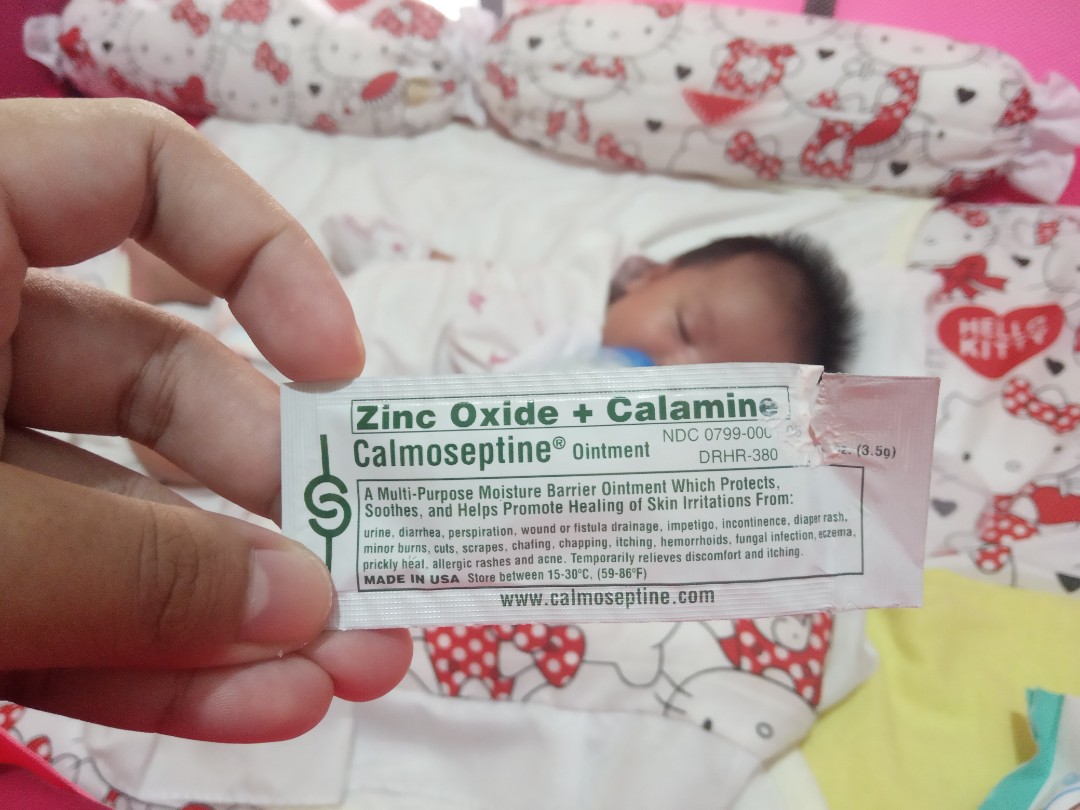 HELLO
KITTY
Zinc Oxide + Calamine
Calmoseptine® Ointment
NDC 0799-00
DRHR-380
oz. (3.5g)
A Multi-Purpose Moisture Barrier Ointment Which Protects,
Soothes, and Helps Promote Healing of Skin Irritations From:
urine, diarrhea, perspiration, wound or fistula drainage, impetigo, incontinence, diaper rash,
minor burns, cuts, scrapes, chafing, chapping, itching, hemorrhoids, fungal infection, eczema,
prickly heat, allergic rashes and acne. Temporarily relieves discomfort and itching.
MADE IN USA Store between 15-30°C, (59-86°F)
www.calmoseptine.com